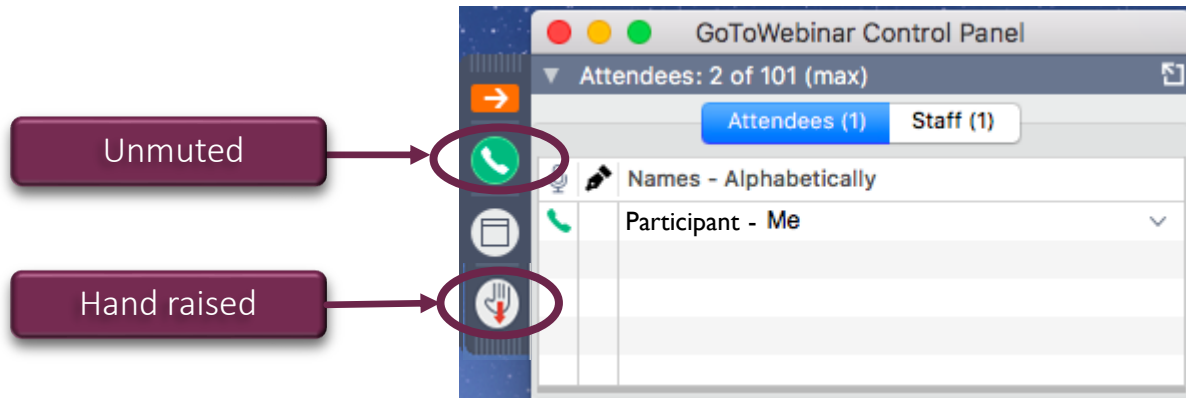 GoToWebinar Control Panel
Attendees: 2 of 101 (max)
Attendees (1) Staff (1)
Unmuted
Names - Alphabetically
Participant - Me
Hand raised